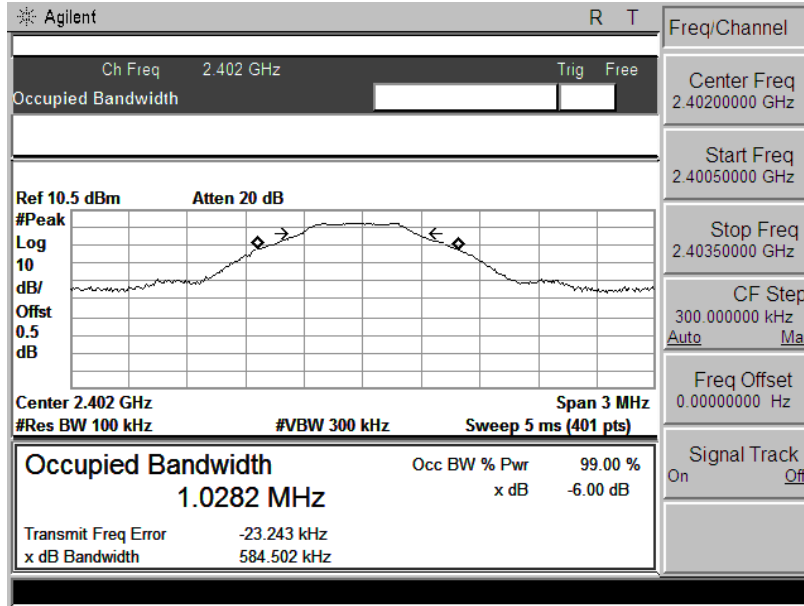 Agilent R T
Ch Freq 2.402 GHz Trig Free
Occupied Bandwidth
Ref 10.5 dBm Atten 20 dB
#Peak
Log
10
dB/
Offst
0.5
dB
Center 2.402 GHz Span 3 MHz
#Res BW 100 kHz #VBW 300 kHz Sweep 5 ms (401 pts)
Occupied Bandwidth
1.0282 MHz
Occ BW % Pwr 99.00 %
x dB -6.00 dB
Transmit Freq Error -23.243 kHz
x dB Bandwidth 584.502 kHz
Freq/Channel
Center Freq
2.40200000 GHz
Start Freq
2.40050000 GHz
Stop Freq
2.40350000 GHz
CF Step
300.000000 kHz
Auto Ma
Freq Offset
0.00000000 Hz
Signal Track
On Off